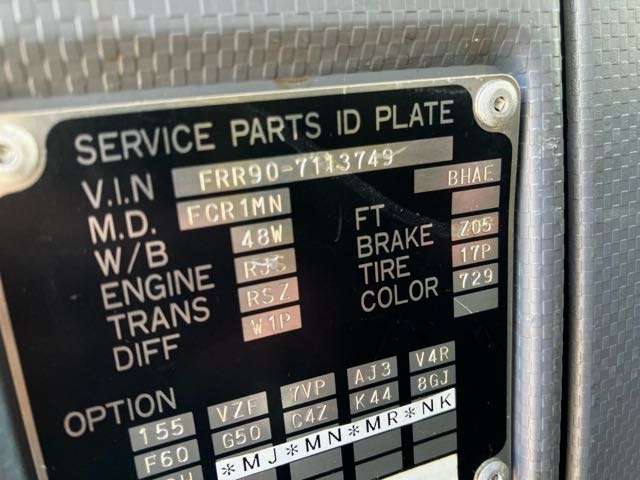 SERVICE PARTS ID PLATE
V.I.N FRR90-7113749
M.D. FCR1MN BHAE
W/B 48W FT
ENGINE RJS BRAKE Z05
TRANS RSZ TIRE 17P
DIFF W1P COLOR 729
OPTION 155 VZF 7VP AJ3 V4R
F60 G50 C4Z K44 8GJ
*MJ*MN*MR*NK